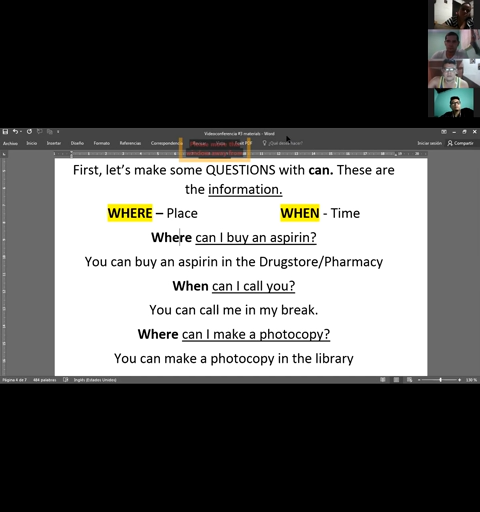 Videoconferencia #3 materials - Word
Archivo Inicio Insertar Diseño Formato Referencias Correspondencia ¿Qué desea hacer? Iniciar sesión Compartir
First, let's make some QUESTIONS with can. These are
the information.
WHERE – Place WHEN - Time
Where can I buy an aspirin?
You can buy an aspirin in the Drugstore/Pharmacy
When can I call you?
You can call me in my break.
Where can I make a photocopy?
You can make a photocopy in the library
Página 4 de 7 484 palabras Inglés (Estados Unidos) 130 %